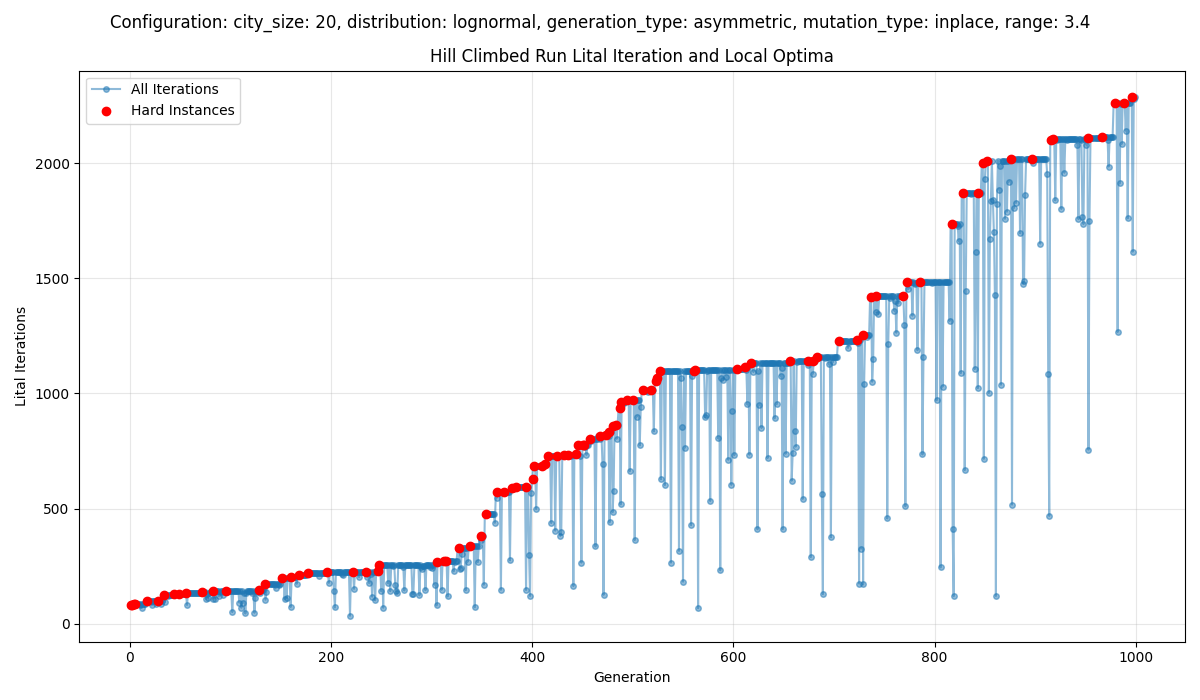 Configuration: city_size: 20, distribution: lognormal, generation_type: asymmetric, mutation_type: inplace, range: 3.4
Hill Climbed Run Lital Iteration and Local Optima
All Iterations
Hard Instances
Lital Iterations
2000
1500
1000
500
0
0 200 400 600 800 1000
Generation